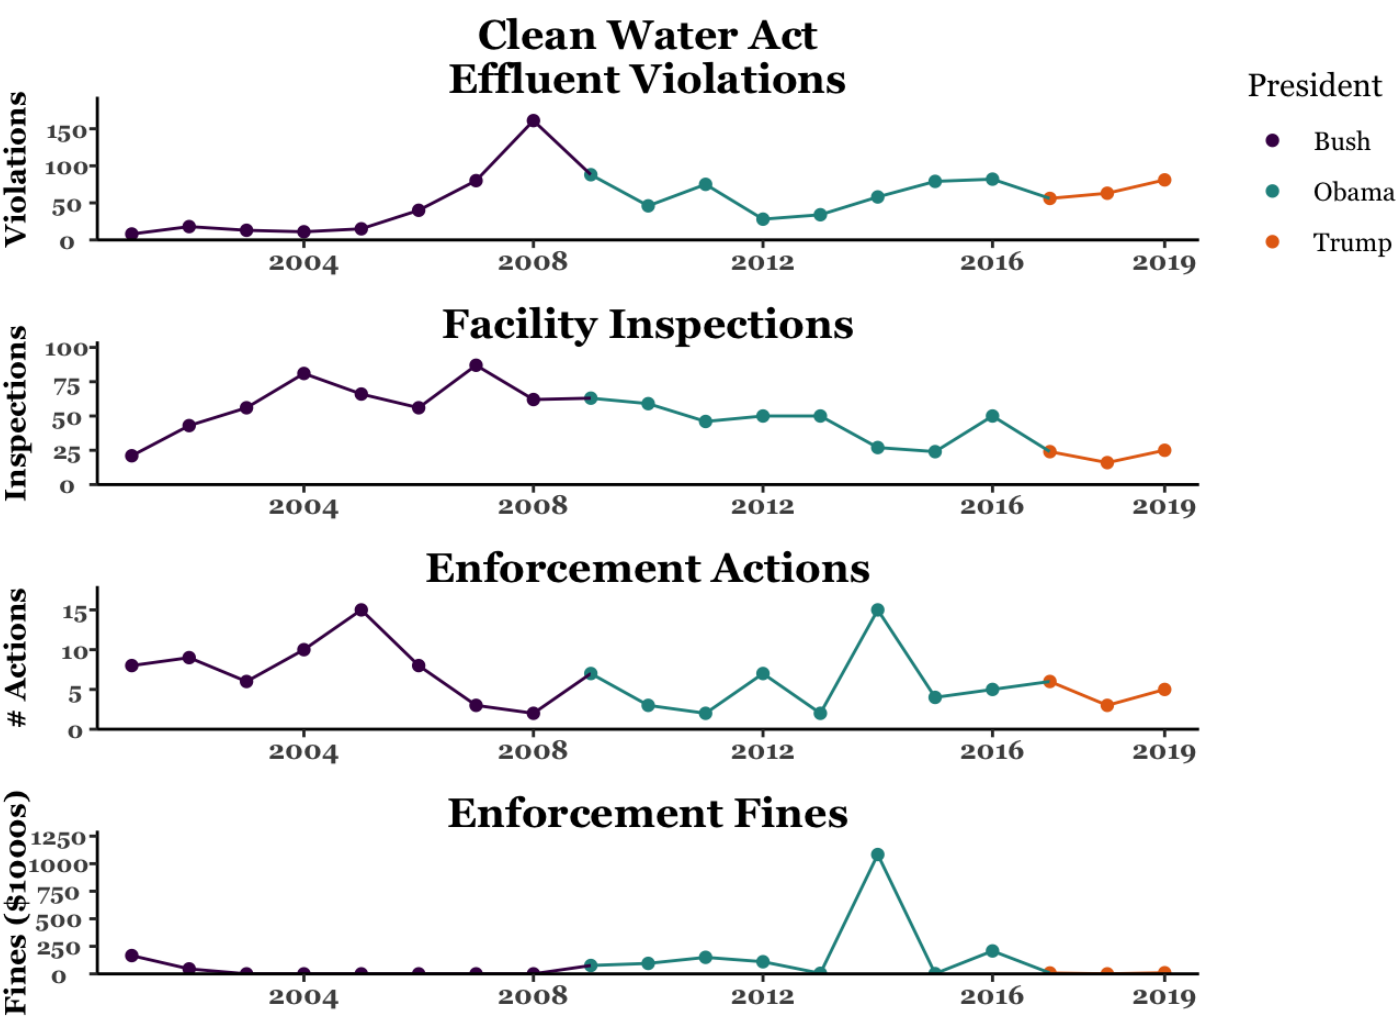 Clean Water Act
Effluent Violations
Violations
150
100
50
0
2004 2008 2012 2016 2019
President
Bush
Obama
Trump
Facility Inspections
Inspections
100
75
50
25
0
2004 2008 2012 2016 2019
Enforcement Actions
# Actions
15
10
5
0
2004 2008 2012 2016 2019
Enforcement Fines
Fines ($1000s)
1250
1000
750
500
250
0
2004 2008 2012 2016 2019